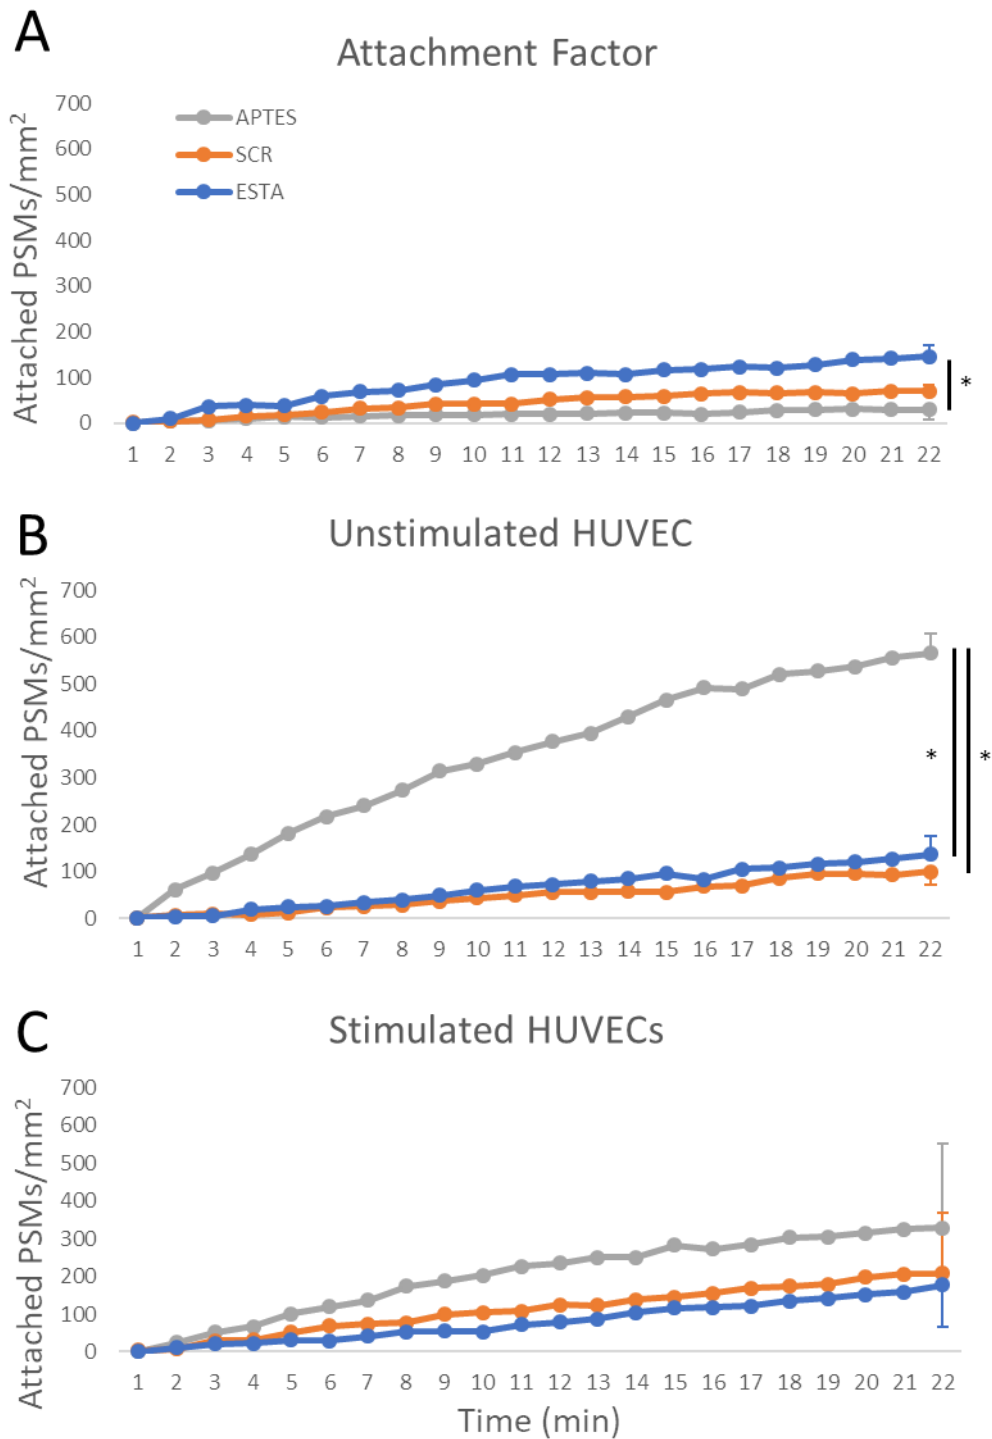 A
Attachment Factor
Attached PSMs/mm²
700
600
500
400
300
200
100
0
APTES
SCR
ESTA
*
1 2 3 4 5 6 7 8 9 10 11 12 13 14 15 16 17 18 19 20 21 22
B
Unstimulated HUVEC
Attached PSMs/mm²
700
600
500
400
300
200
100
0
* *
1 2 3 4 5 6 7 8 9 10 11 12 13 14 15 16 17 18 19 20 21 22
C
Stimulated HUVECs
Attached PSMs/mm²
700
600
500
400
300
200
100
0
1 2 3 4 5 6 7 8 9 10 11 12 13 14 15 16 17 18 19 20 21 22
Time (min)